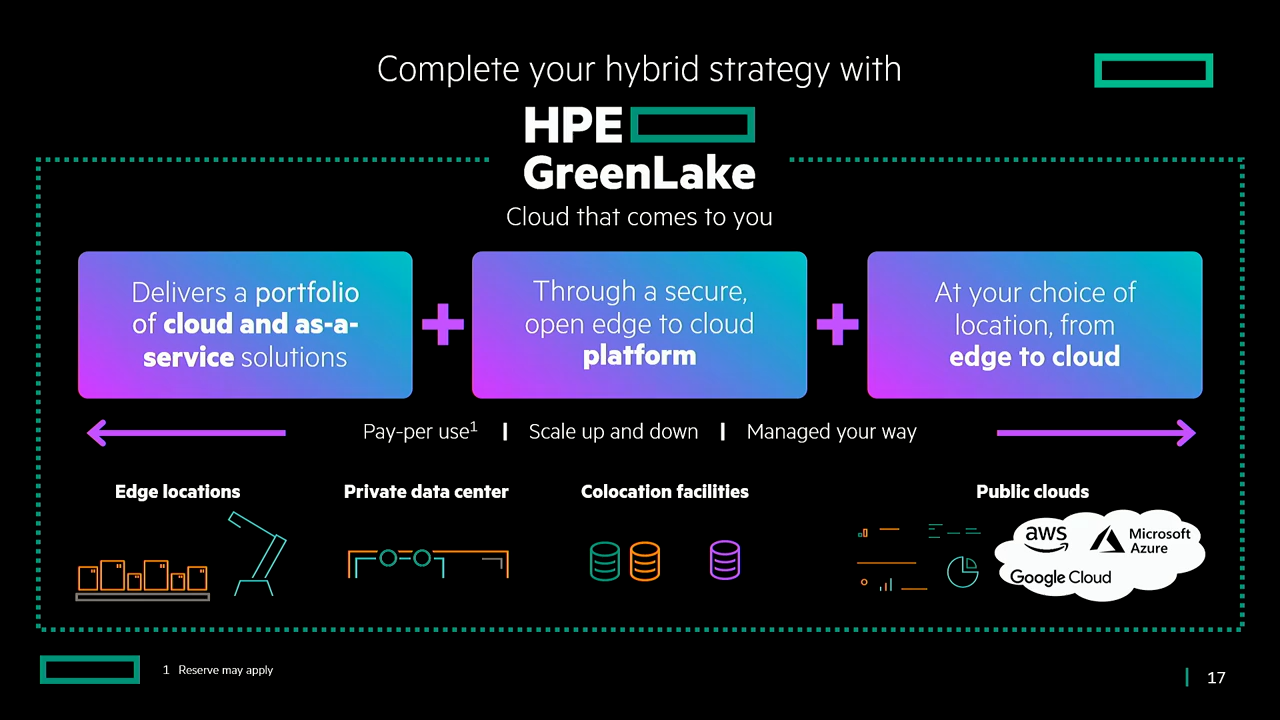 Complete your hybrid strategy with
HPE
GreenLake
Cloud that comes to you
Delivers a portfolio
of cloud and as-a-
service solutions
Through a secure,
open edge to cloud
platform
At your choice of
location, from
edge to cloud
Pay-per use¹ | Scale up and down | Managed your way
Edge locations
Private data center
Colocation facilities
Public clouds
aws
Microsoft
Azure
Google Cloud
1 Reserve may apply
17